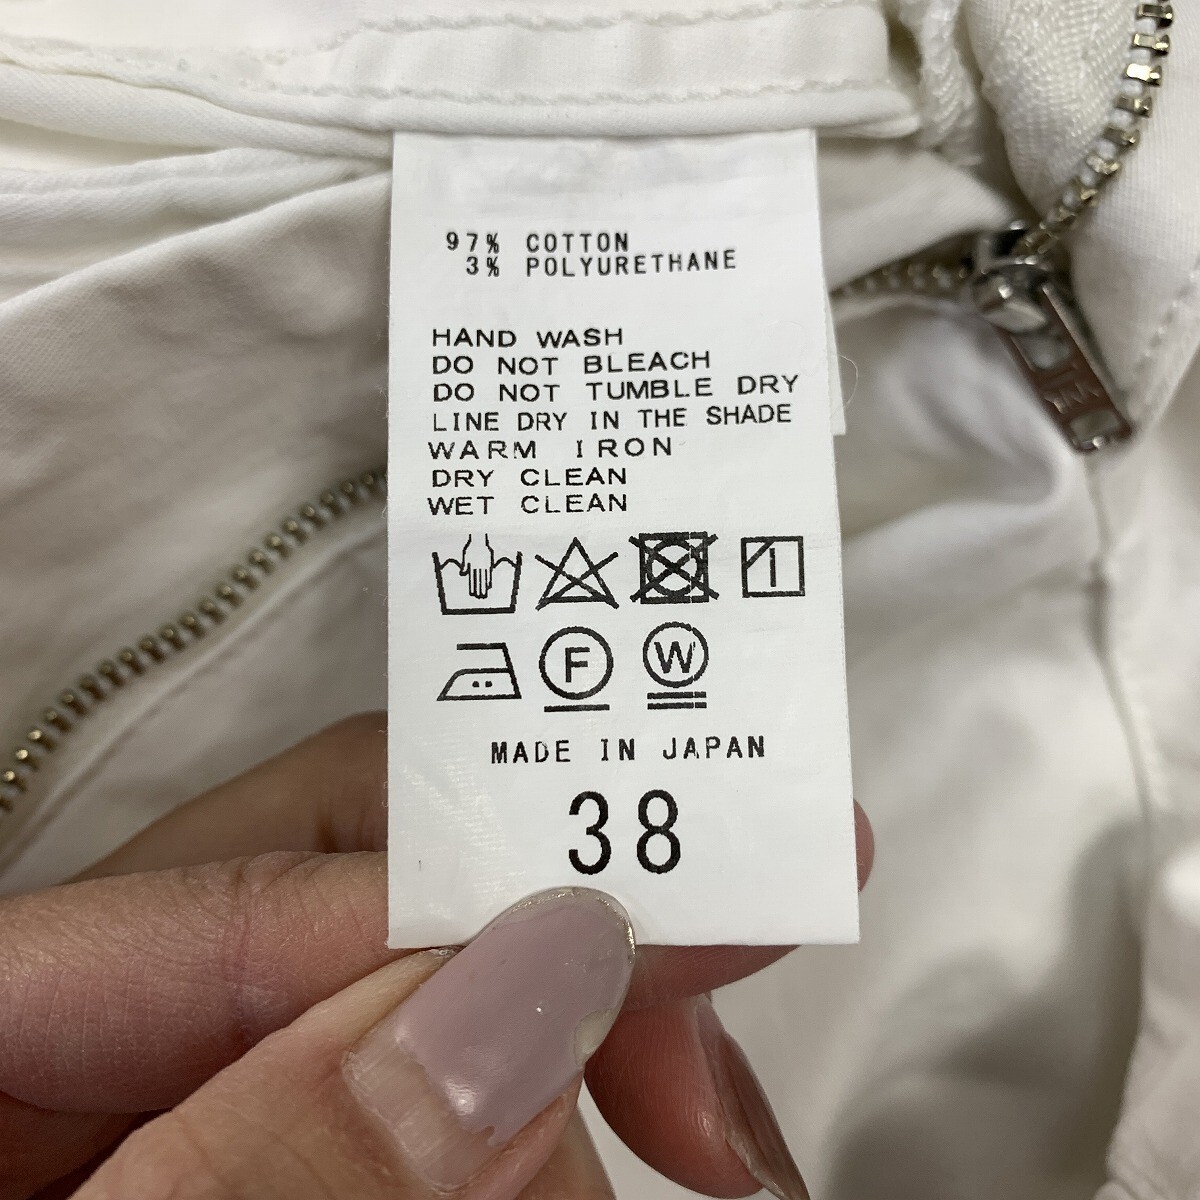 97% COTTON
3% POLYURETHANE
HAND WASH
DO NOT BLEACH
DO NOT TUMBLE DRY
LINE DRY IN THE SHADE
WARM IRON
DRY CLEAN
WET CLEAN
F W
MADE IN JAPAN
38